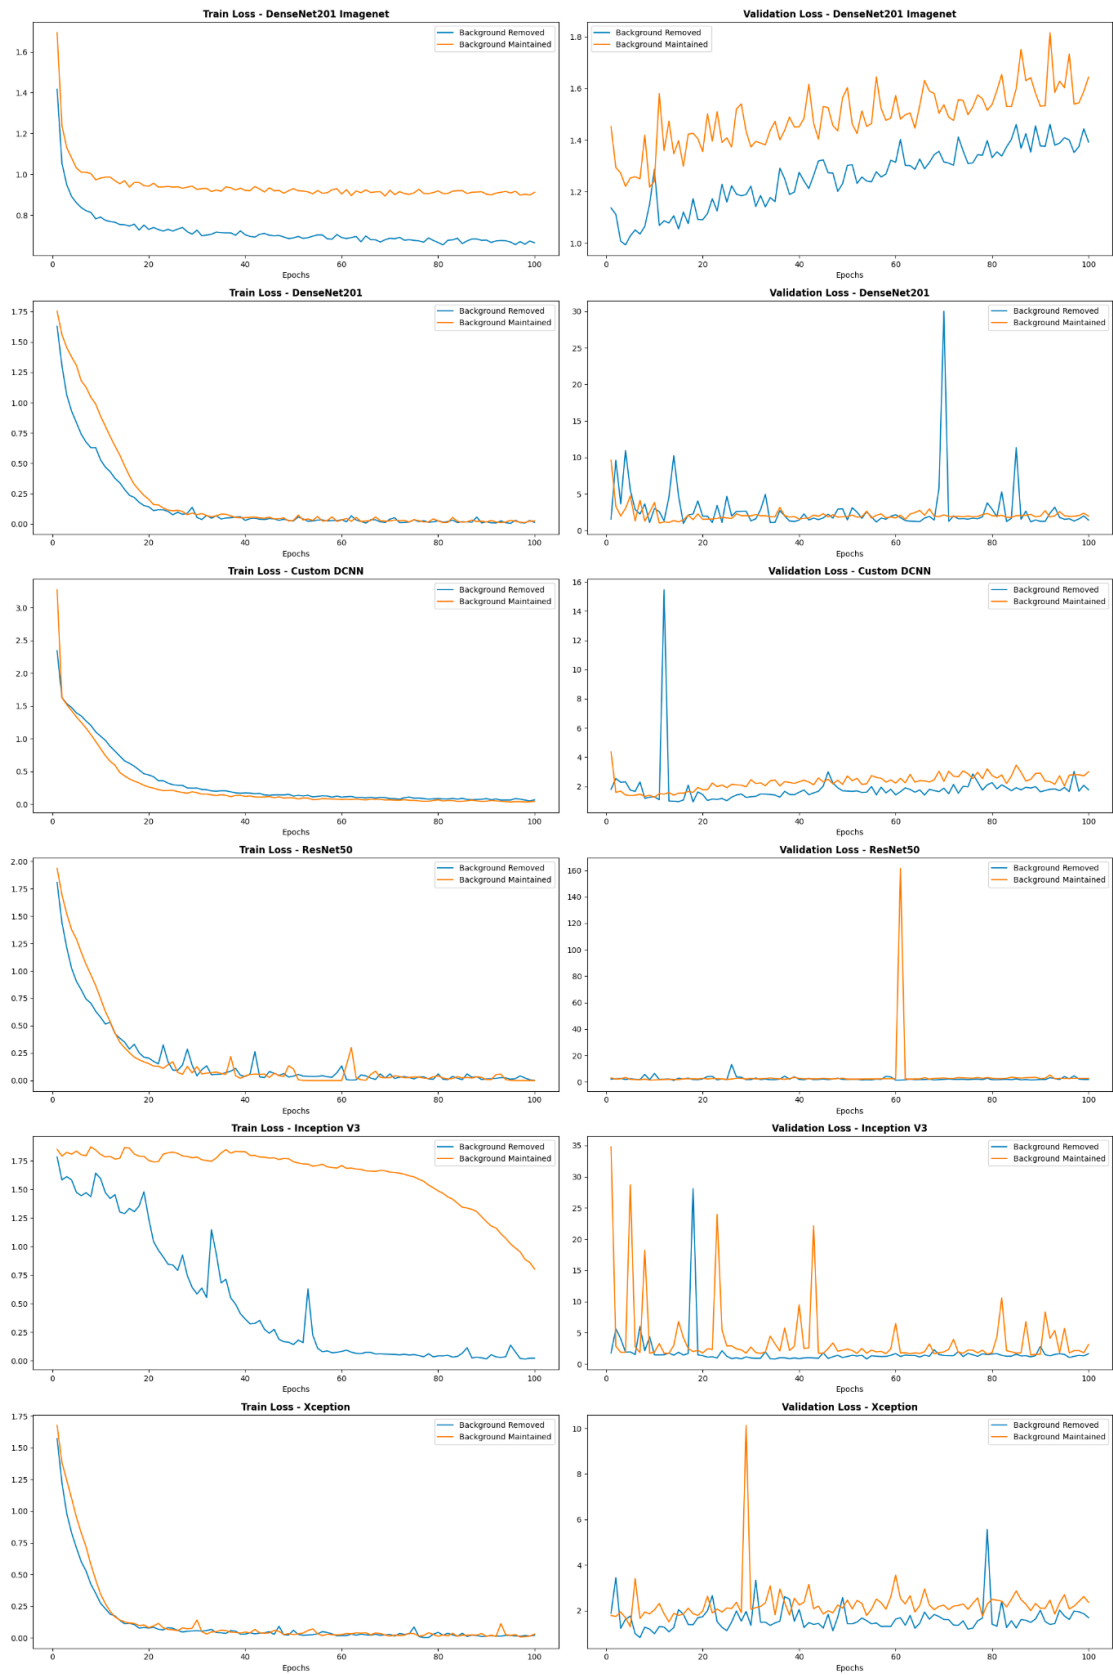 Train Loss - DenseNet201 Imagenet
Background Removed
Background Maintained
1.6
1.4
1.2
1.0
0.8
0 20 40 60 80 100
Epochs
Validation Loss - DenseNet201 Imagenet
Background Removed
Background Maintained
1.8
1.6
1.4
1.2
1.0
0 20 40 60 80 100
Epochs
Train Loss - DenseNet201
Background Removed
Background Maintained
1.75
1.50
1.25
1.00
0.75
0.50
0.25
0.00
0 20 40 60 80 100
Epochs
Validation Loss - DenseNet201
Background Removed
Background Maintained
30
25
20
15
10
5
0
0 20 40 60 80 100
Epochs
Train Loss - Custom DCNN
Background Removed
Background Maintained
3.0
2.5
2.0
1.5
1.0
0.5
0.0
0 20 40 60 80 100
Epochs
Validation Loss - Custom DCNN
Background Removed
Background Maintained
16
14
12
10
8
6
4
2
0 20 40 60 80 100
Epochs
Train Loss - ResNet50
Background Removed
Background Maintained
2.00
1.75
1.50
1.25
1.00
0.75
0.50
0.25
0.00
0 20 40 60 80 100
Epochs
Validation Loss - ResNet50
Background Removed
Background Maintained
160
140
120
100
80
60
40
20
0
0 20 40 60 80 100
Epochs
Train Loss - Inception V3
Background Removed
Background Maintained
1.75
1.50
1.25
1.00
0.75
0.50
0.25
0.00
0 20 40 60 80 100
Epochs
Validation Loss - Inception V3
Background Removed
Background Maintained
35
30
25
20
15
10
5
0
0 20 40 60 80 100
Epochs
Train Loss - Xception
Background Removed
Background Maintained
1.75
1.50
1.25
1.00
0.75
0.50
0.25
0.00
0 20 40 60 80 100
Epochs
Validation Loss - Xception
Background Removed
Background Maintained
10
8
6
4
2
0 20 40 60 80 100
Epochs